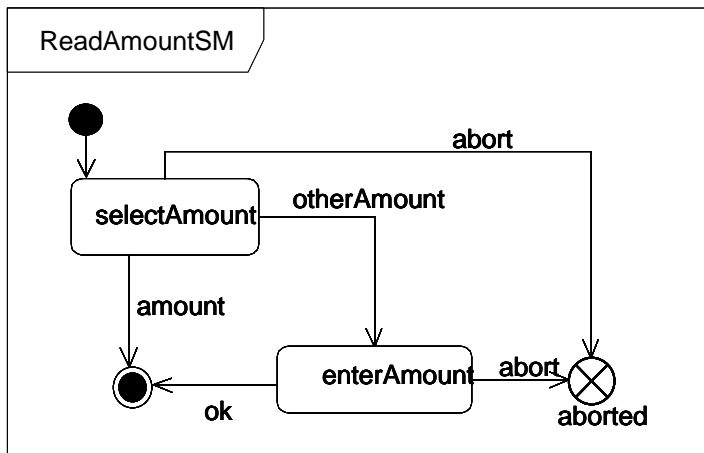 ReadAmountSM
abort
selectAmount
otherAmount
amount
enterAmount
abort
ok
aborted